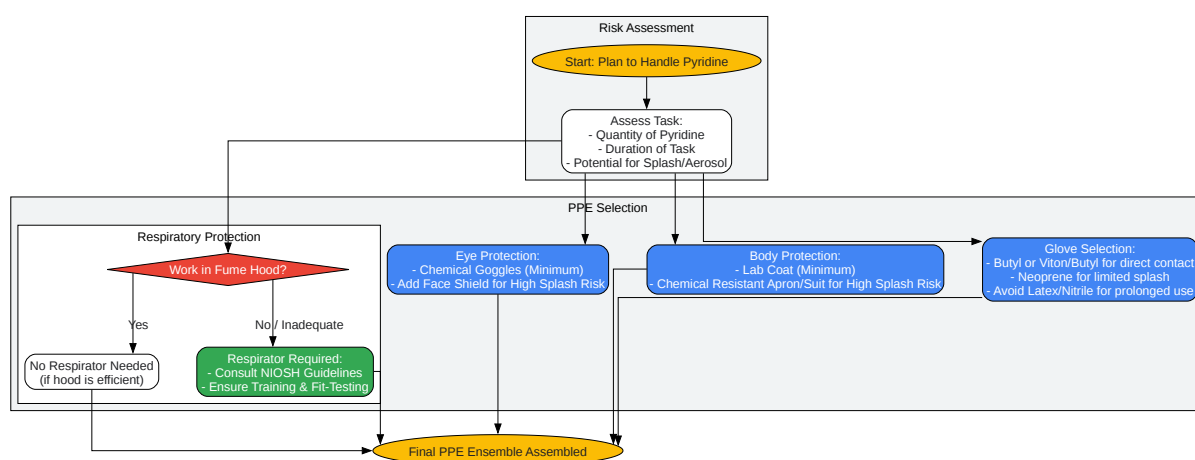 Risk Assessment
Start: Plan to Handle Pyridine
Assess Task:
- Quantity of Pyridine
- Duration of Task
- Potential for Splash/Aerosol
PPE Selection
Respiratory Protection
Work in Fume Hood?
Yes
No / Inadequate
No Respirator Needed
(if hood is efficient)
Respirator Required:
- Consult NIOSH Guidelines
- Ensure Training & Fit-Testing
Eye Protection:
- Chemical Goggles (Minimum)
- Add Face Shield for High Splash Risk
Body Protection:
- Lab Coat (Minimum)
- Chemical Resistant Apron/Suit for High Splash Risk
Glove Selection:
- Butyl or Viton/Butyl for direct contact
- Neoprene for limited splash
- Avoid Latex/Nitrile for prolonged use
Final PPE Ensemble Assembled